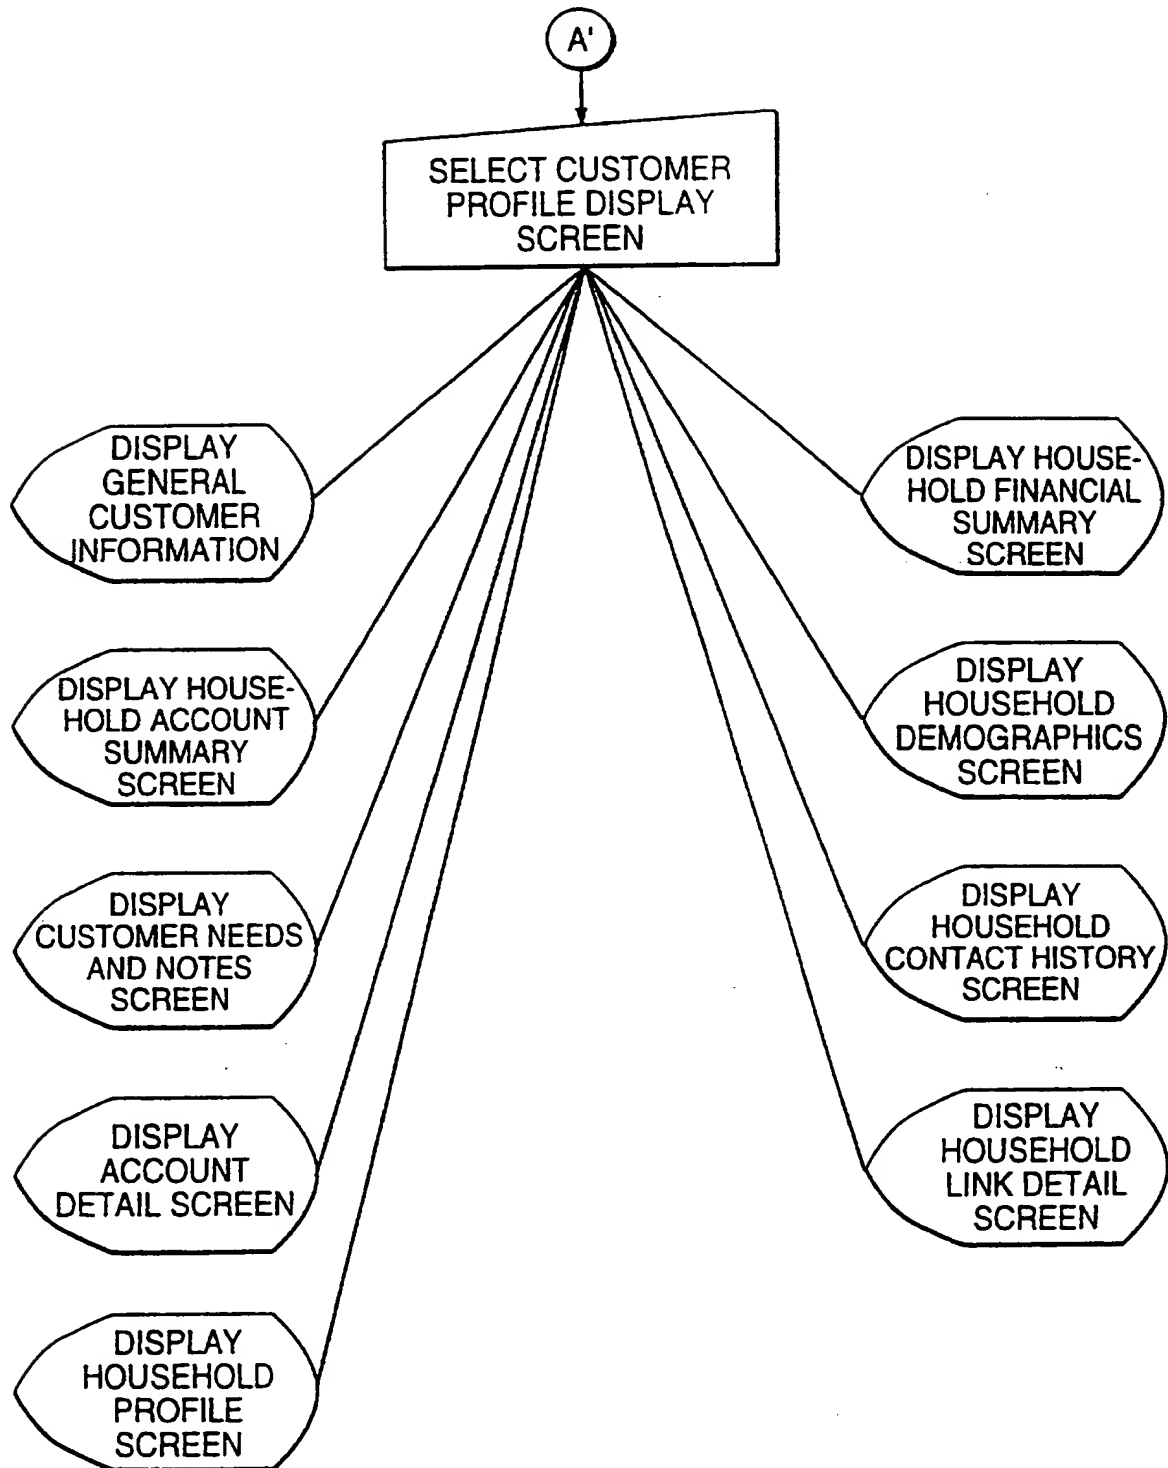 A'
SELECT CUSTOMER
PROFILE DISPLAY
SCREEN
DISPLAY
GENERAL
CUSTOMER
INFORMATION
DISPLAY HOUSE-
HOLD FINANCIAL
SUMMARY
SCREEN
DISPLAY HOUSE-
HOLD ACCOUNT
SUMMARY
SCREEN
DISPLAY
HOUSEHOLD
DEMOGRAPHICS
SCREEN
DISPLAY
CUSTOMER NEEDS
AND NOTES
SCREEN
DISPLAY
HOUSEHOLD
CONTACT HISTORY
SCREEN
DISPLAY
ACCOUNT
DETAIL SCREEN
DISPLAY
HOUSEHOLD
LINK DETAIL
SCREEN
DISPLAY
HOUSEHOLD
PROFILE
SCREEN